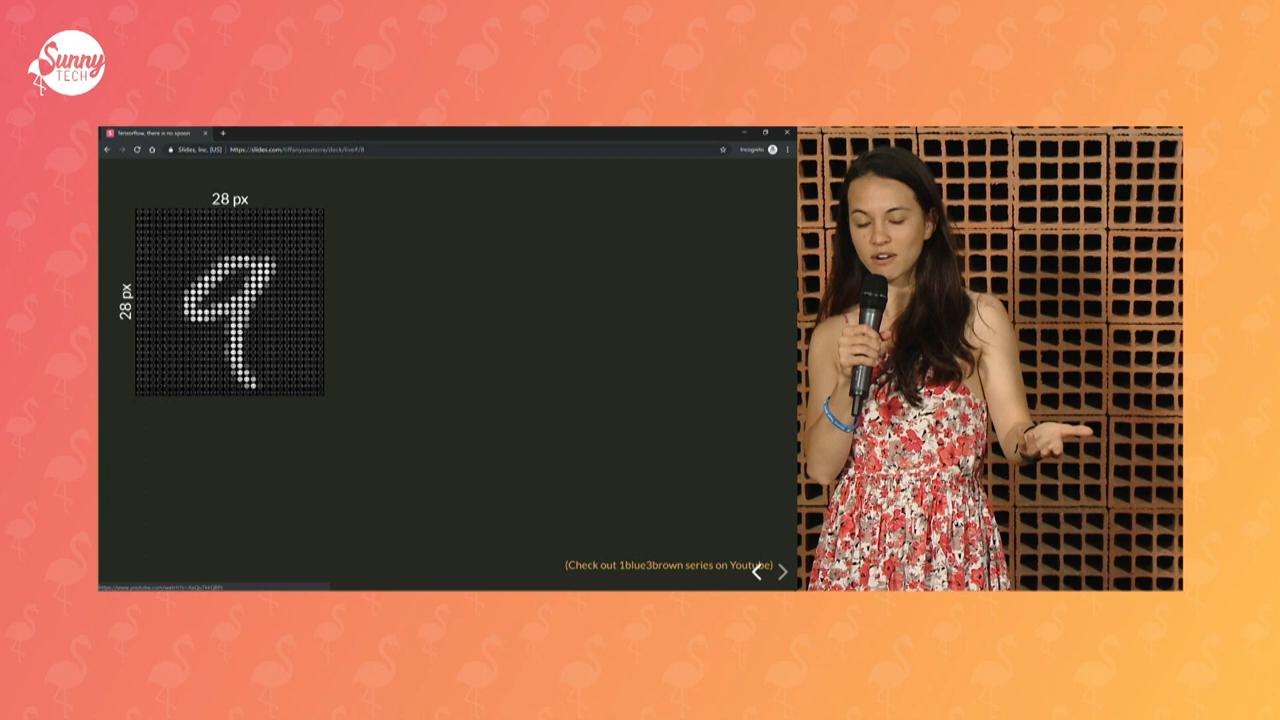 Sunny
TECH
Tensorflow, there is no spoon
Slides, Inc. [US]
https://slides.com/tiffanysouterre/deck/live#/8
Incognito
28 px
28 px
(Check out 1blue3brown series on Youtube)